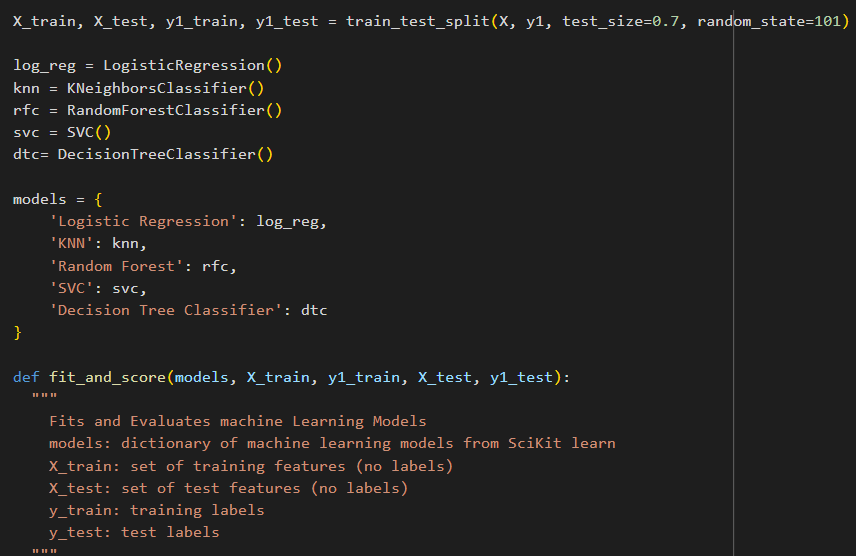 X_train, X_test, y1_train, y1_test = train_test_split(X, y1, test_size=0.7, random_state=101)
log_reg = LogisticRegression()
knn = KNeighborsClassifier()
rfc = RandomForestClassifier()
svc = SVC()
dtc= DecisionTreeClassifier()
models = {
    'Logistic Regression': log_reg,
    'KNN': knn,
    'Random Forest': rfc,
    'SVC': svc,
    'Decision Tree Classifier': dtc
}
def fit_and_score(models, X_train, y1_train, X_test, y1_test):
  """
    Fits and Evaluates machine Learning Models
    models: dictionary of machine learning models from SciKit learn
    X_train: set of training features (no labels)
    X_test: set of test features (no labels)
    y_train: training labels
    y_test: test labels
  """